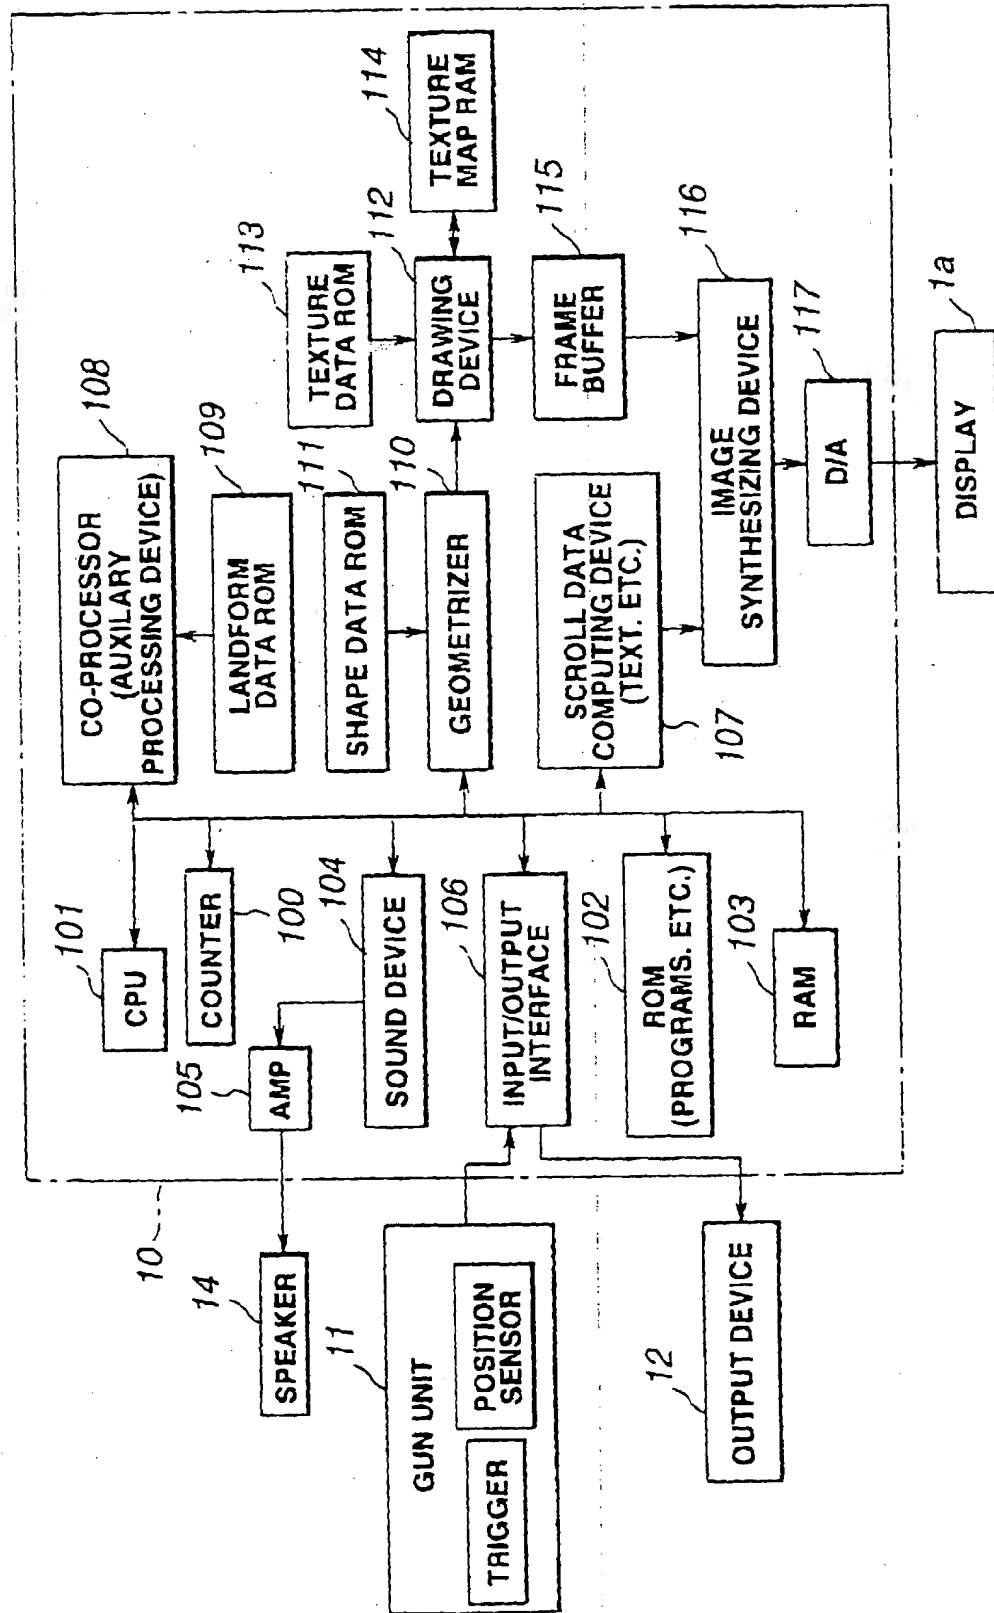 10
101
CPU
COUNTER
100
CO-PROCESSOR
(AUXILARY
PROCESSING DEVICE)
108
LANDFORM
DATA ROM
109
14
SPEAKER
105
AMP
104
SOUND DEVICE
SHAPE DATA ROM
111
TEXTURE
DATA ROM
113
11
GUN UNIT
TRIGGER
POSITION
SENSOR
106
INPUT/OUTPUT
INTERFACE
GEOMETRIZER
110
DRAWING
DEVICE
112
TEXTURE
MAP RAM
114
102
ROM
(PROGRAMS. ETC.)
SCROLL DATA
COMPUTING DEVICE
(TEXT. ETC.)
107
FRAME
BUFFER
115
12
OUTPUT DEVICE
103
RAM
IMAGE
SYNTHESIZING DEVICE
116
D/A
117
DISPLAY
1a